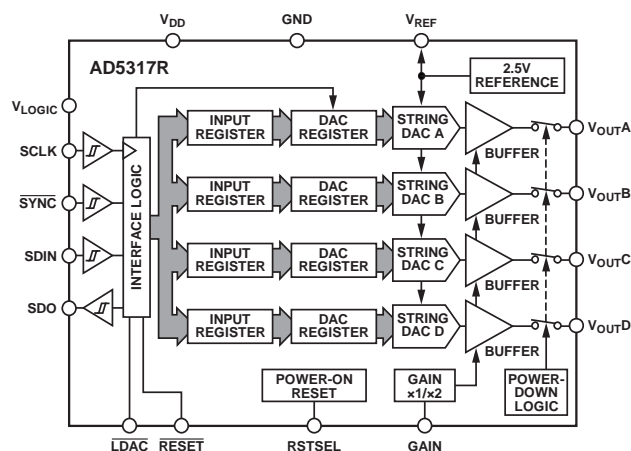 VDD
GND
VREF
AD5317R
2.5V
REFERENCE
VLOGIC
SCLK
SYNC
SDIN
SDO
INTERFACE LOGIC
INPUT
REGISTER
DAC
REGISTER
STRING
DAC A
BUFFER
VOUTA
INPUT
REGISTER
DAC
REGISTER
STRING
DAC B
BUFFER
VOUTB
INPUT
REGISTER
DAC
REGISTER
STRING
DAC C
BUFFER
VOUTC
INPUT
REGISTER
DAC
REGISTER
STRING
DAC D
BUFFER
VOUTD
POWER-ON
RESET
GAIN
×1/×2
POWER-
DOWN
LOGIC
LDAC
RESET
RSTSEL
GAIN